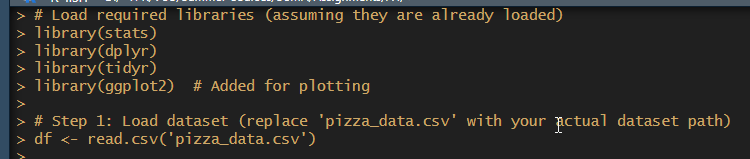 > # Load required libraries (assuming they are already loaded)
> library(stats)
> library(dplyr)
> library(tidyr)
> library(ggplot2)  # Added for plotting
>
> # Step 1: Load dataset (replace 'pizza_data.csv' with your actual dataset path)
> df <- read.csv('pizza_data.csv')
>